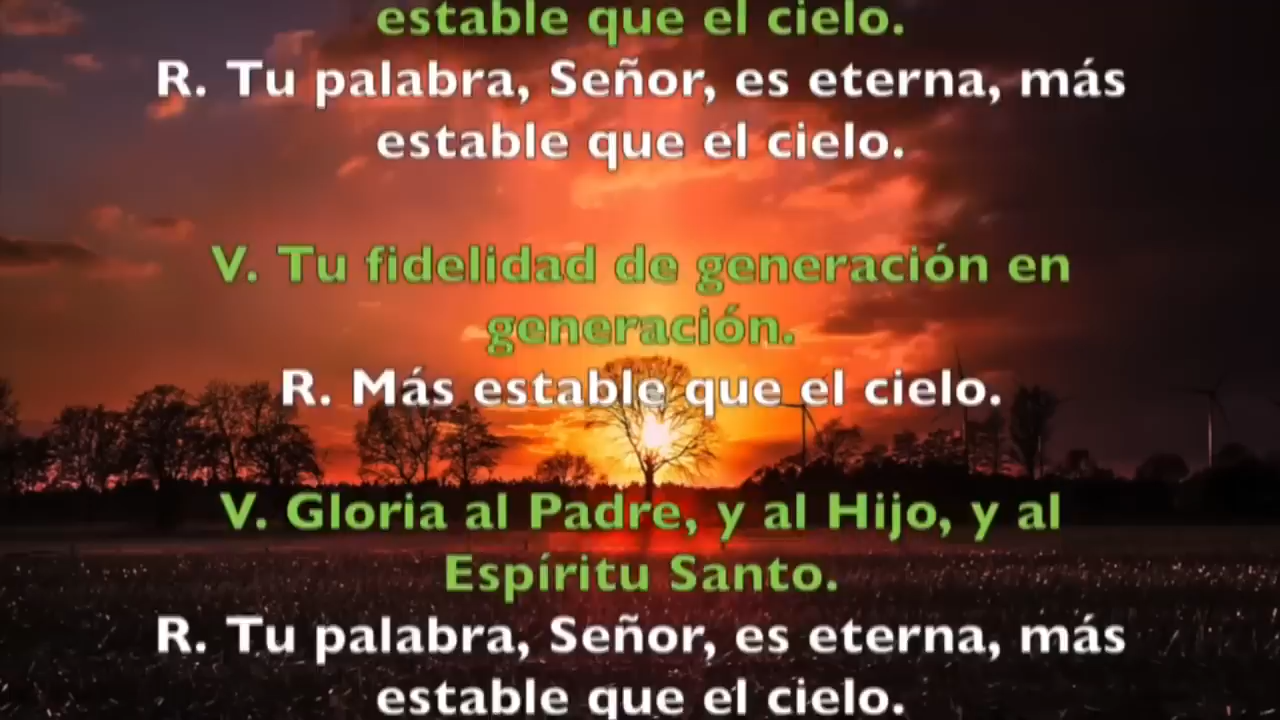 estable que el cielo.
R. Tu palabra, Señor, es eterna, más
estable que el cielo.
V. Tu fidelidad de generación en
generación.
R. Más estable que el cielo.
V. Gloria al Padre, y al Hijo, y al
Espíritu Santo.
R. Tu palabra, Señor, es eterna, más
estable que el cielo.